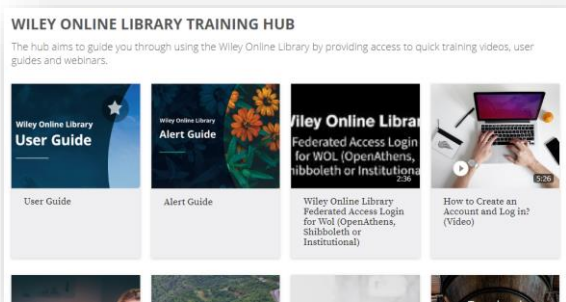 WILEY ONLINE LIBRARY TRAINING HUB
The hub aims to guide you through using the Wiley Online Library by providing access to quick training videos, user
guides and webinars.
Wiley Online Library
User Guide
User Guide
Wiley Online Library
Alert Guide
Alert Guide
Wiley Online Librar
Federated Access Login
for WOL (OpenAthens,
hibboleth or Institutiona
2:36
Wiley Online Library
Federated Access Login
for Wol (OpenAthens,
Shibboleth or
Institutional)
5:26
How to Create an
Account and Log in?
(Video)